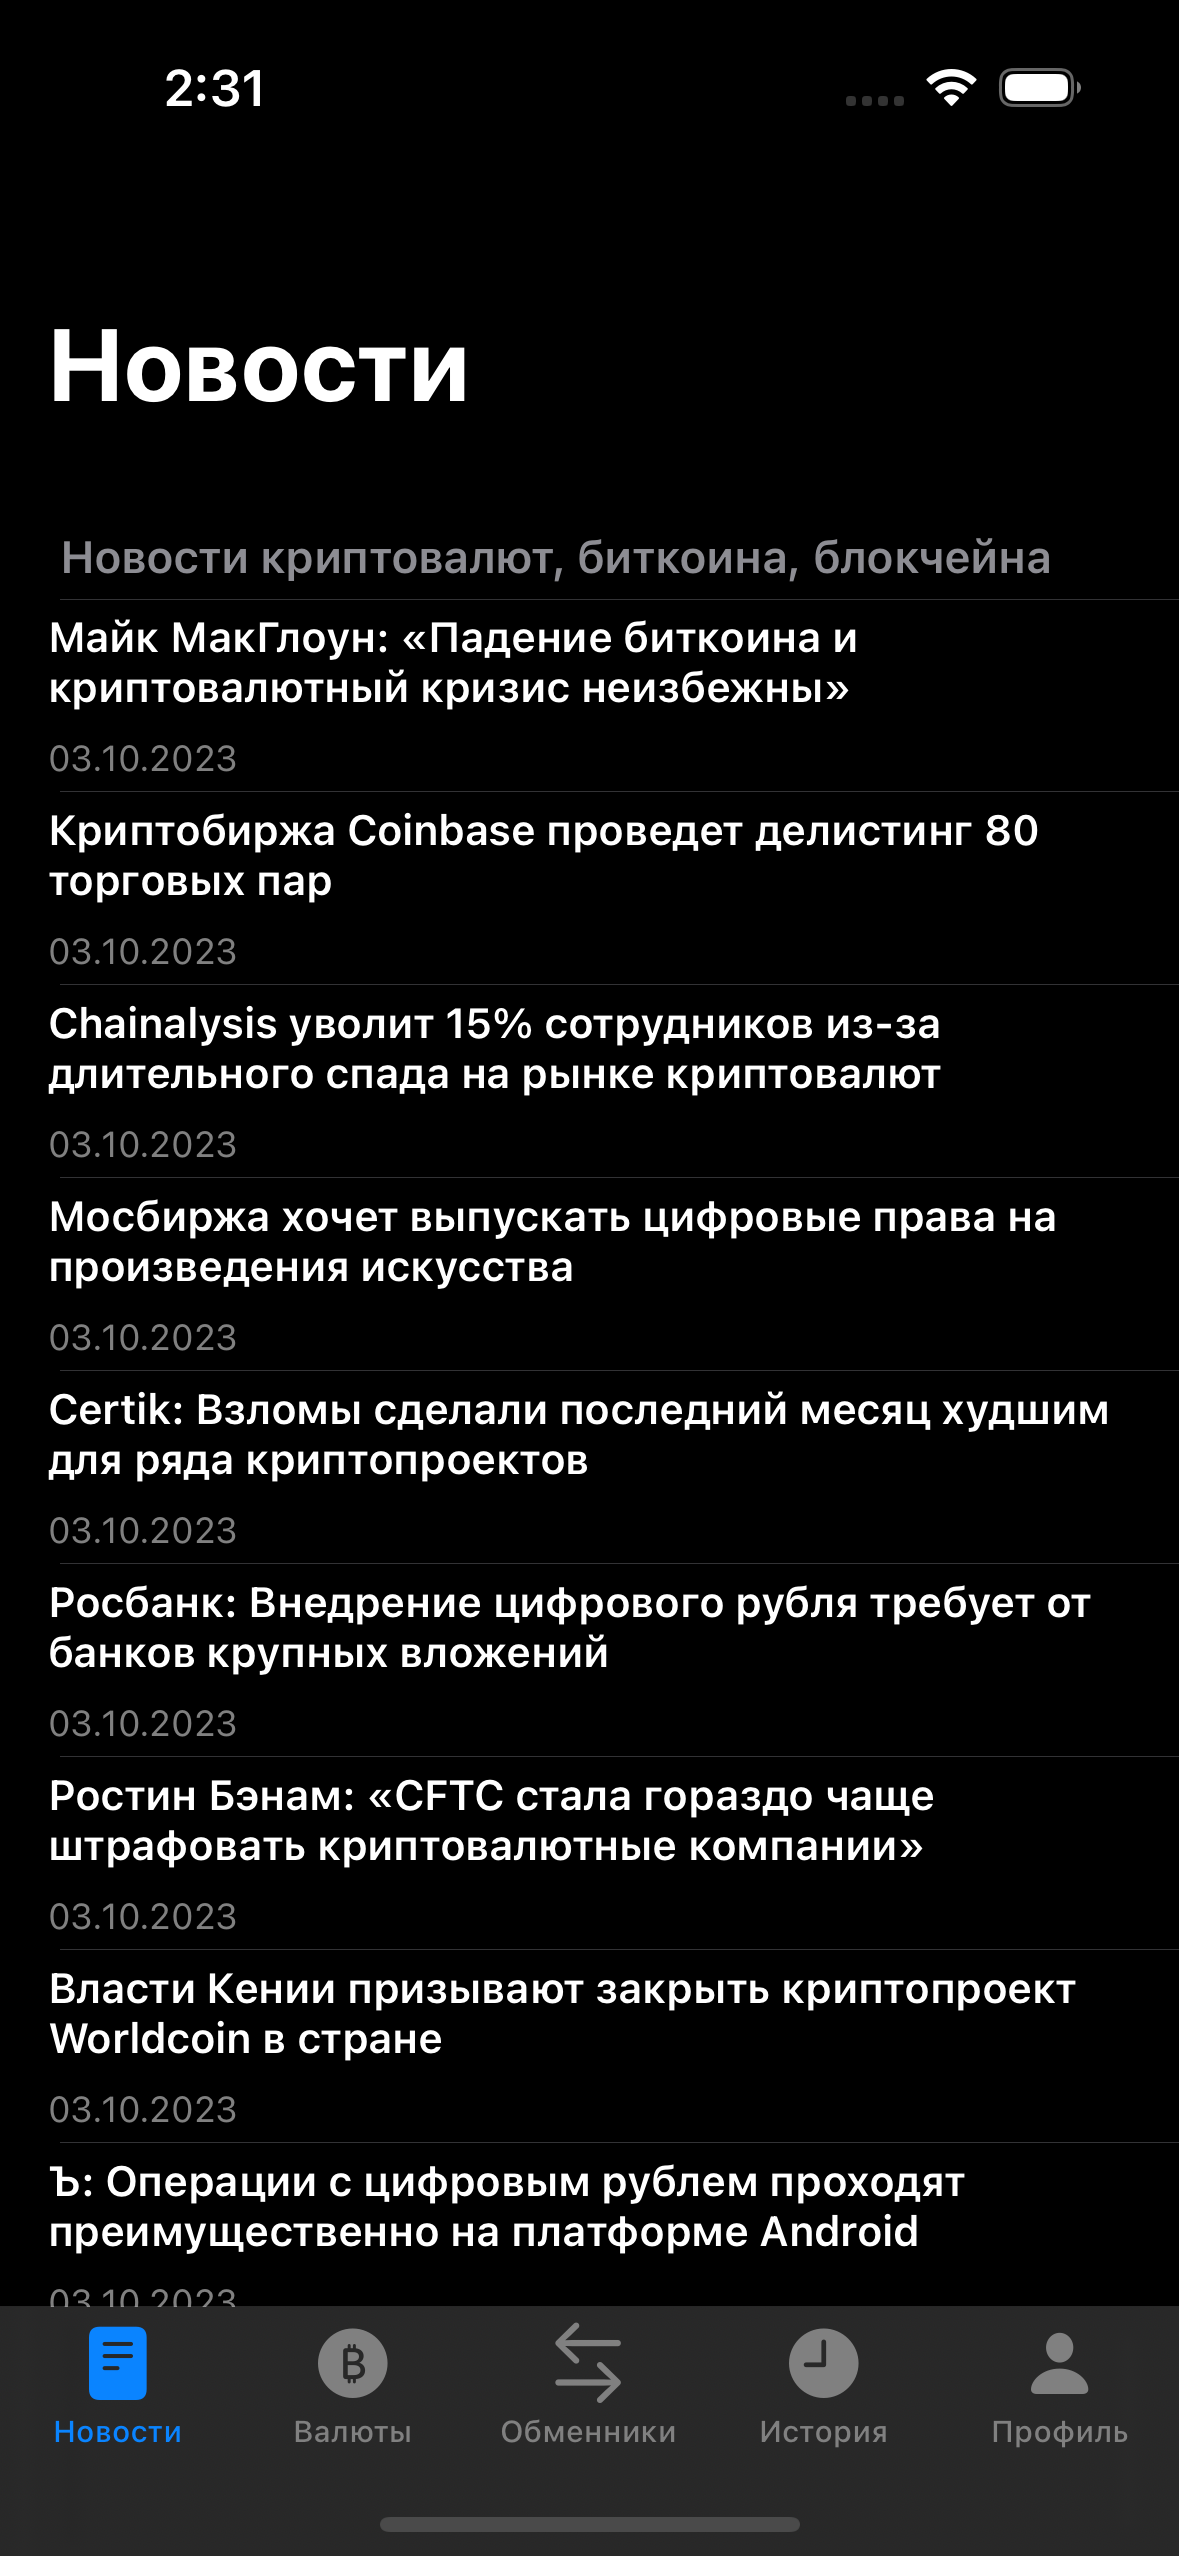 2:31
Новости
Новости криптовалют, биткоина, блокчейна
Майк МакГлоун: «Падение биткоина и
криптовалютный кризис неизбежны»
03.10.2023
Криптобиржа Coinbase проведет делистинг 80
торговых пар
03.10.2023
Chainalysis уволит 15% сотрудников из-за
длительного спада на рынке криптовалют
03.10.2023
Мосбиржа хочет выпускать цифровые права на
произведения искусства
03.10.2023
Certik: Взломы сделали последний месяц худшим
для ряда криптопроектов
03.10.2023
Росбанк: Внедрение цифрового рубля требует от
банков крупных вложений
03.10.2023
Ростин Бэнам: «CFTC стала гораздо чаще
штрафовать криптовалютные компании»
03.10.2023
Власти Кении призывают закрыть криптопроект
Worldcoin в стране
03.10.2023
Ъ: Операции с цифровым рублем проходят
преимущественно на платформе Android
03.10.2023
Новости Валюты Обменники История Профиль